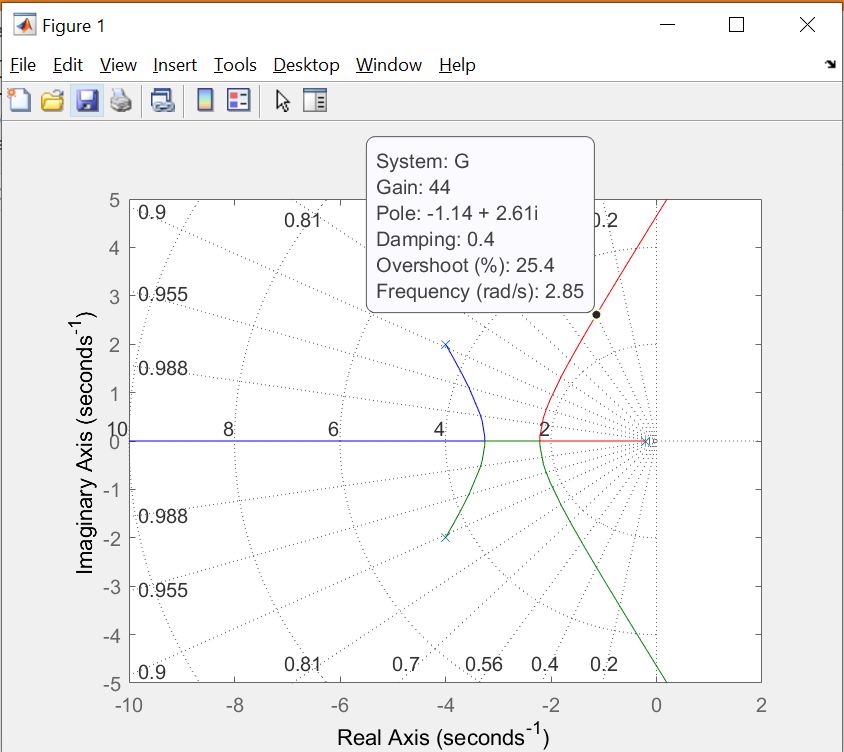 Figure 1
File Edit View Insert Tools Desktop Window Help
System: G
Gain: 44
Pole: -1.14 + 2.61i
Damping: 0.4
Overshoot (%): 25.4
Frequency (rad/s): 2.85
5
0.9 0.81 0.2
4
3 0.955
2
0.988
1
10 8 6 4 2
0
-1
0.988
-2
-3 0.955
-4
0.9 0.81 0.7 0.56 0.4 0.2
-5
-10 -8 -6 -4 -2 0 2
Real Axis (seconds-1)
Imaginary Axis (seconds-1)